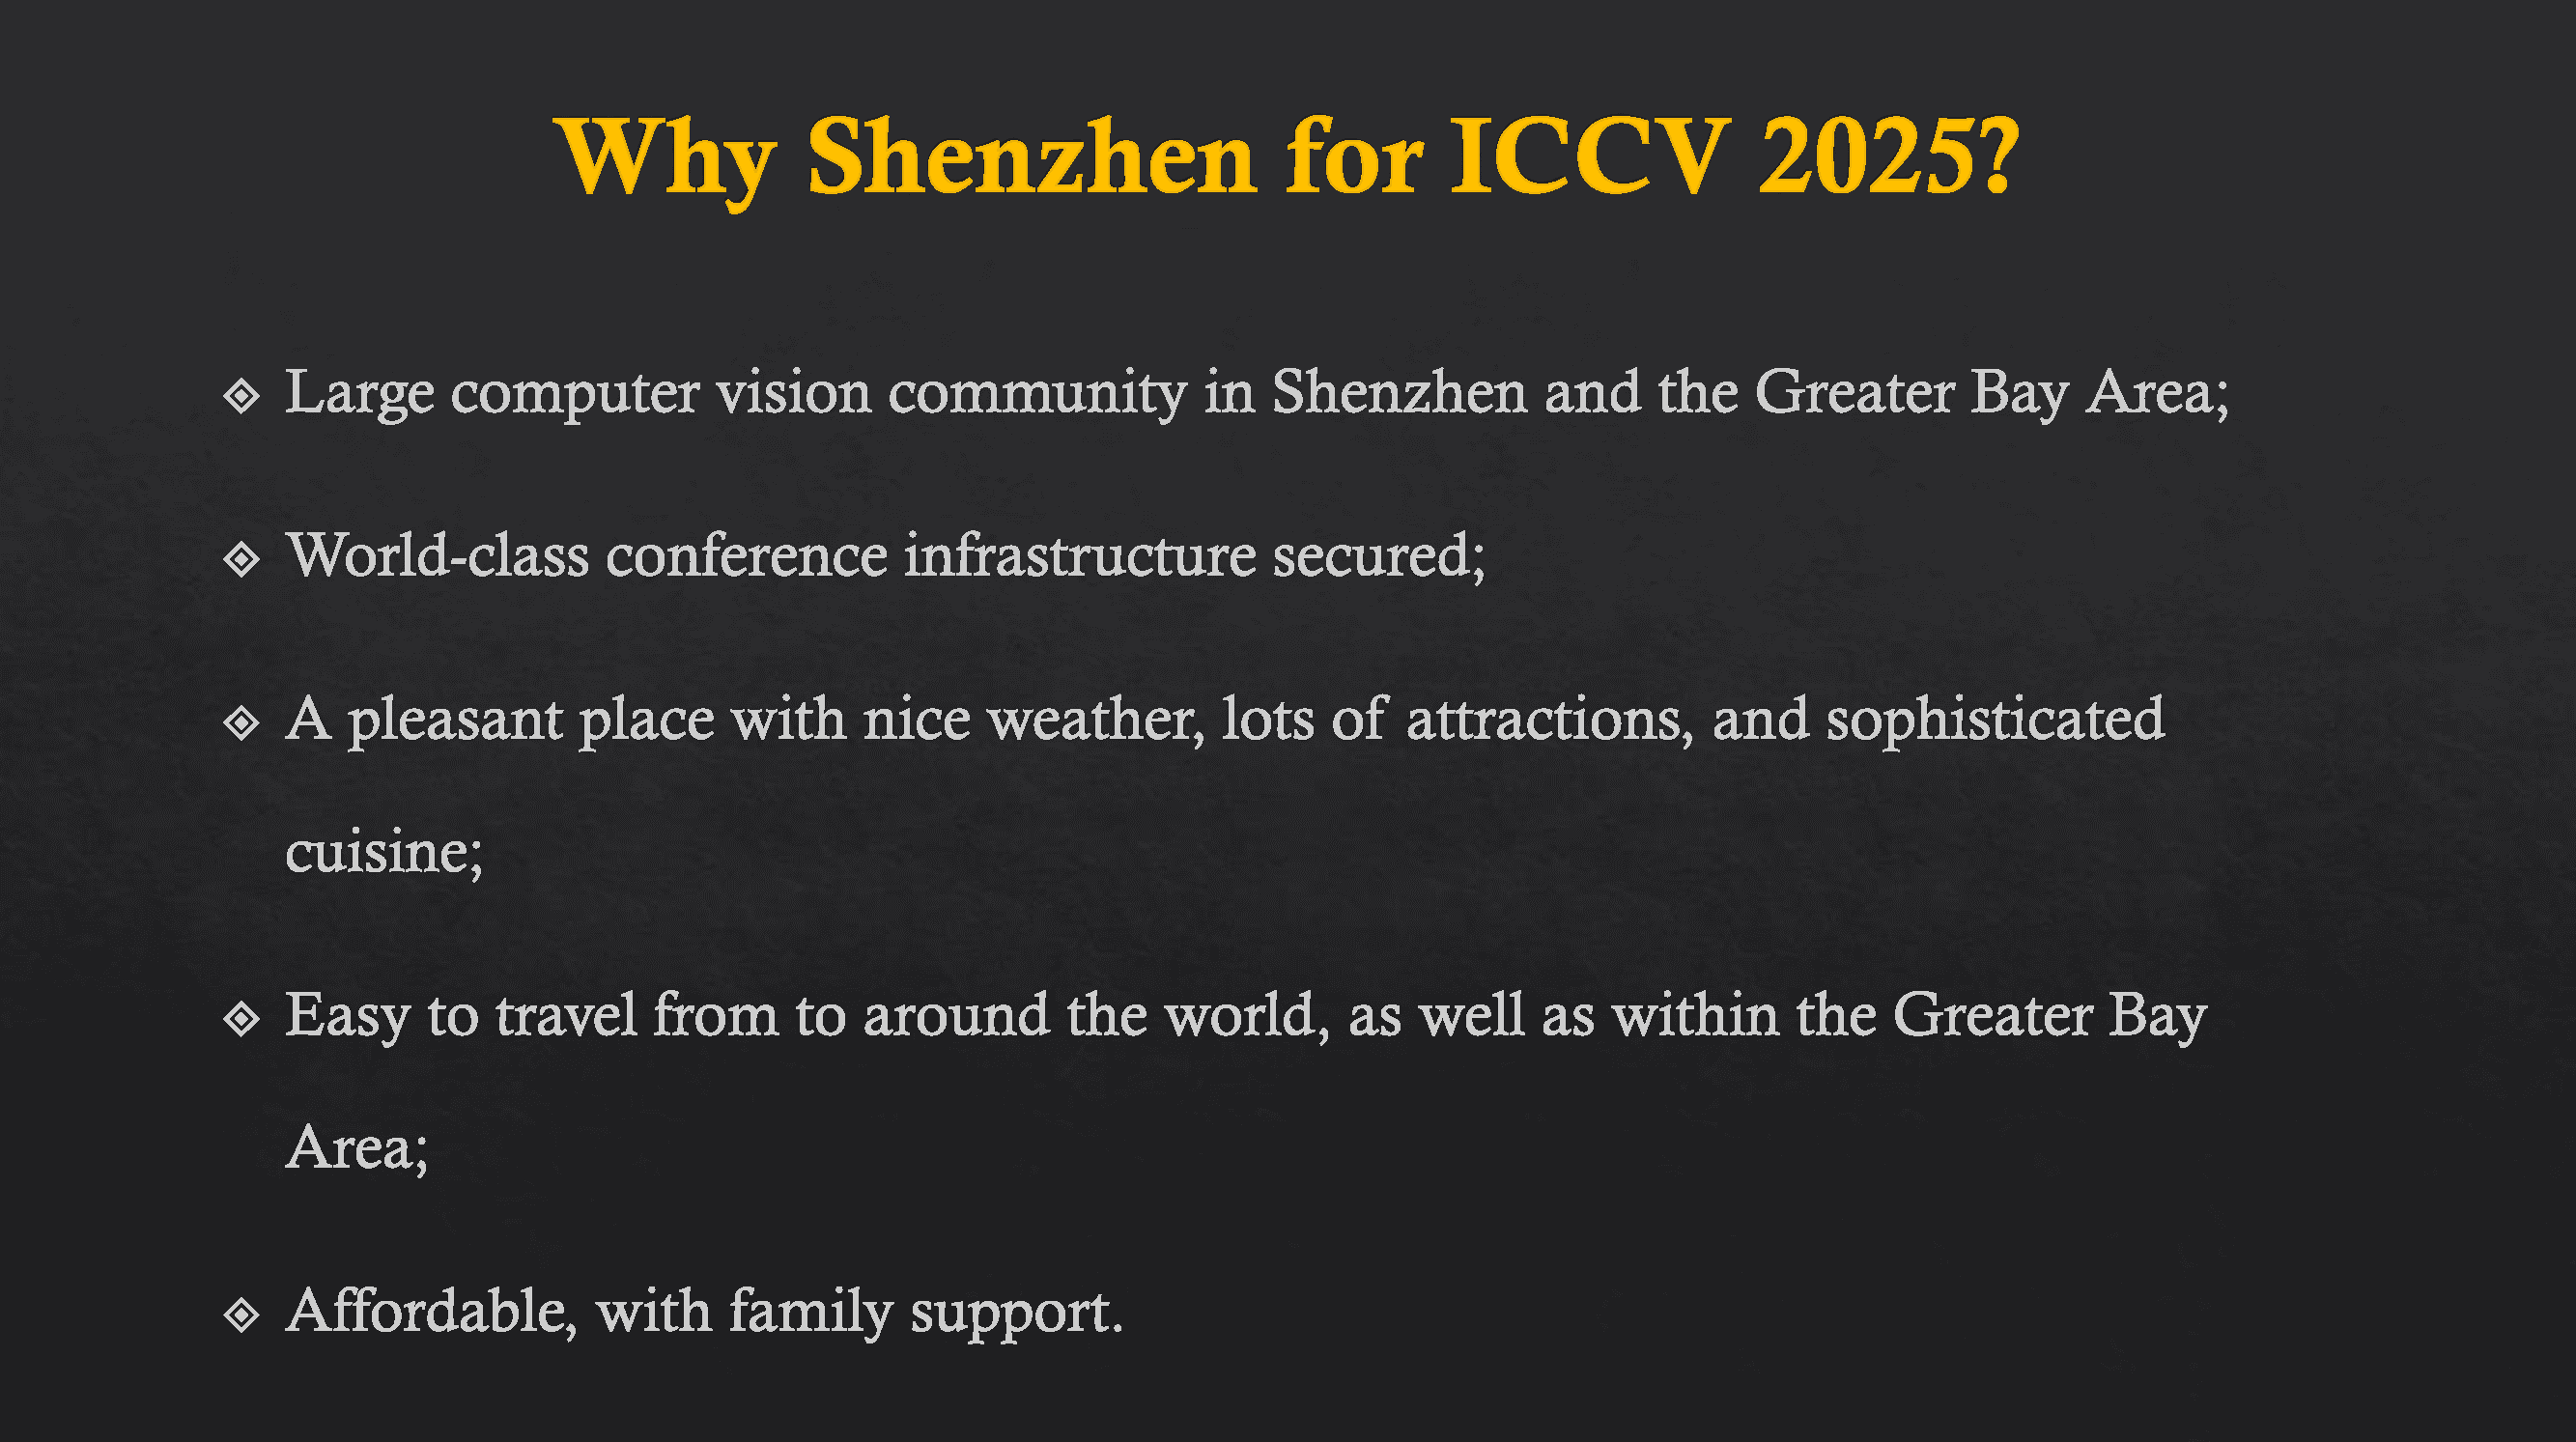 Why Shenzhen for ICCV 2025?
Large computer vision community in Shenzhen and the Greater Bay Area;
World-class conference infrastructure secured;
A pleasant place with nice weather, lots of attractions, and sophisticated
cuisine;
Easy to travel from to around the world, as well as within the Greater Bay
Area;
Affordable, with family support.